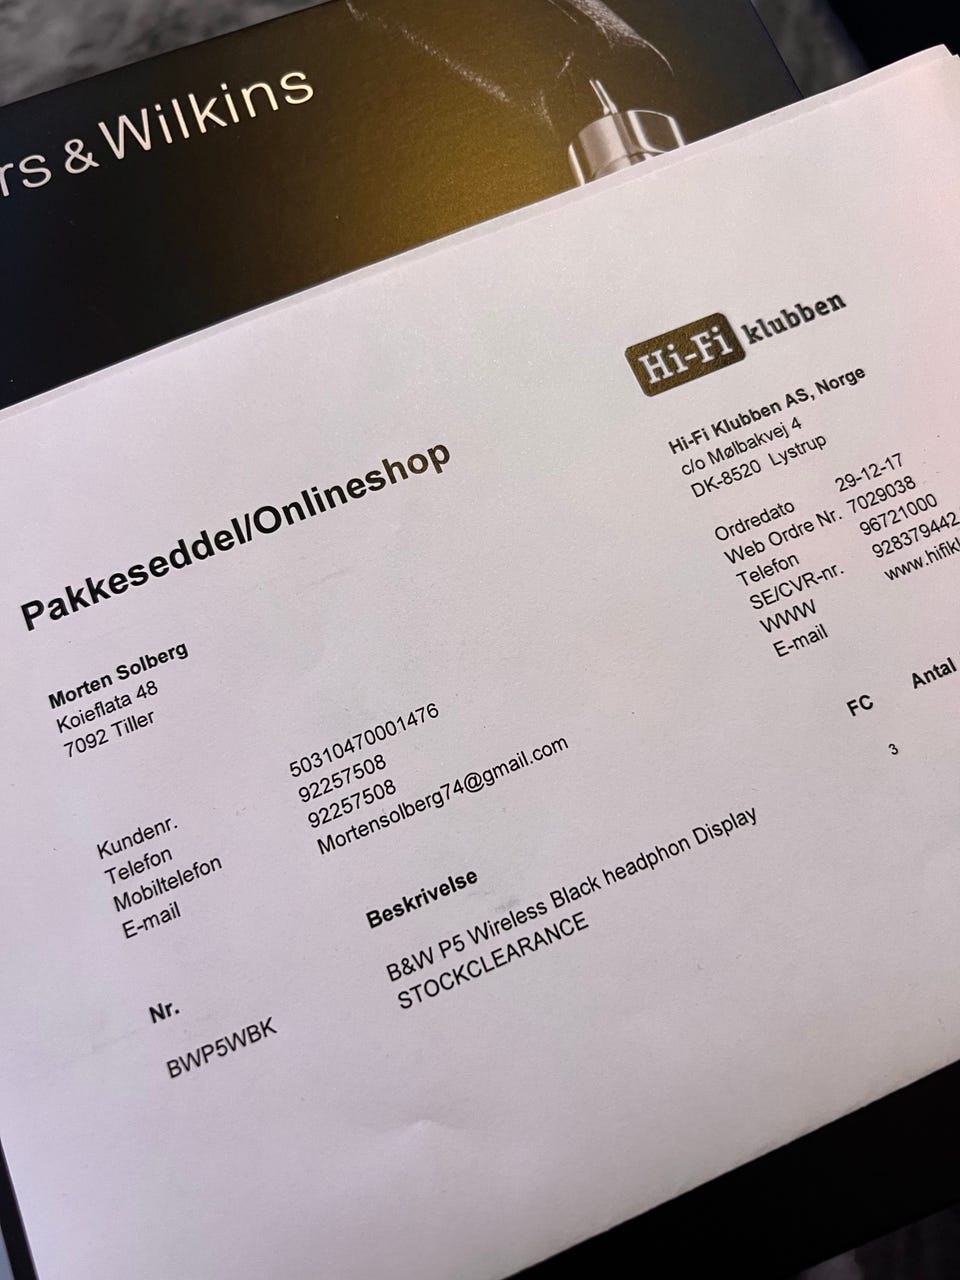 rs & Wilkins
Hi-Fi klubben
Hi-Fi Klubben AS, Norge
c/o Mølbakvej 4
DK-8520 Lystrup
Pakkeseddel/Onlineshop
Ordredato 29-12-17
Web Ordre Nr. 7029038
Telefon 96721000
SE/CVR-nr. 928379442
WWW www.hifikl
E-mail
Morten Solberg
Koieflata 48
7092 Tiller
Kundenr. 50310470001476
Telefon 92257508
Mobiltelefon 92257508
E-mail Mortensolberg74@gmail.com
Nr. Beskrivelse FC Antal
BWP5WBK B&W P5 Wireless Black headphon Display 3
STOCKCLEARANCE